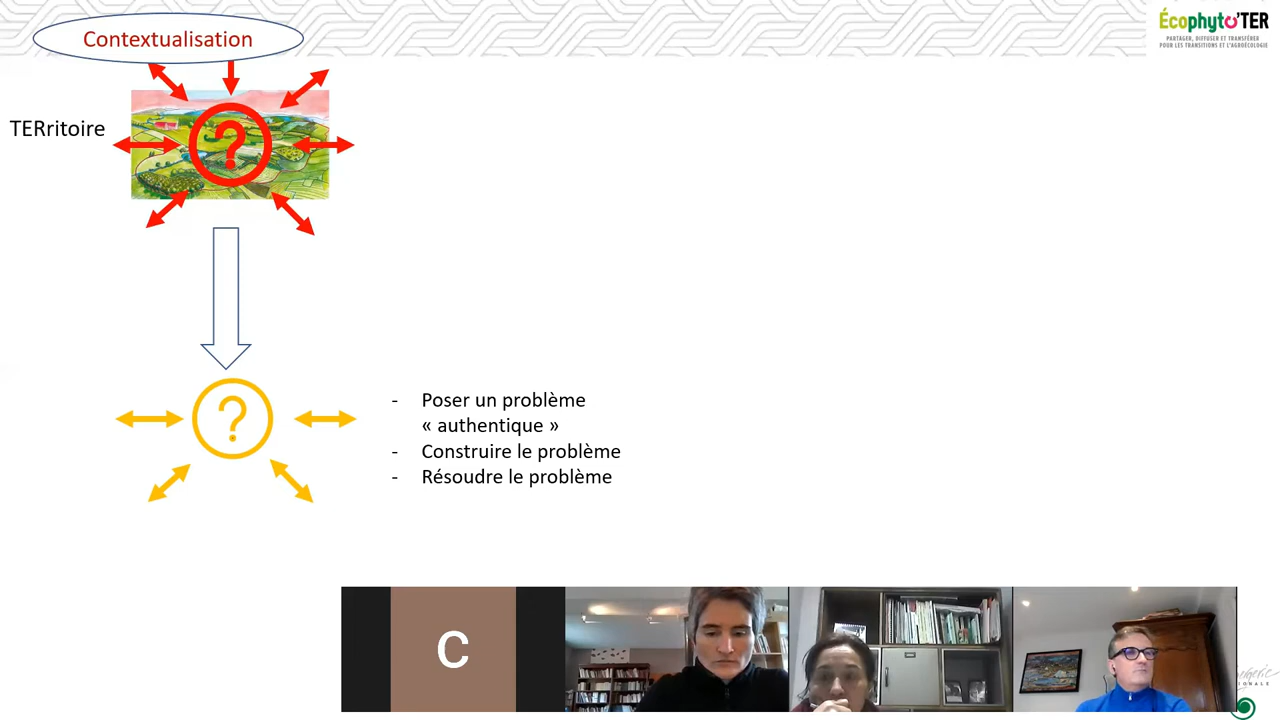 Contextualisation
Écophyto'TER
PARTAGER, DIFFUSER ET TRANSFÉRER
POUR LES TRANSITIONS ET L'AGROÉCOLOGIE
TERritoire
?
?
- Poser un problème
« authentique »
- Construire le problème
- Résoudre le problème
C